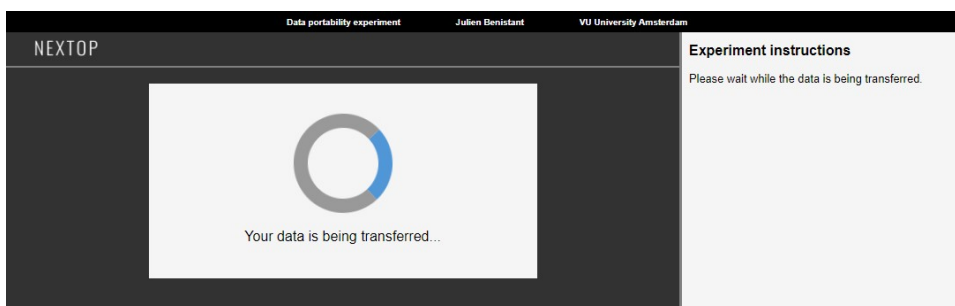 Data portability experiment Julien Benistant VU University Amsterdam
NEXTOP
Experiment instructions
Please wait while the data is being transferred.
Your data is being transferred...